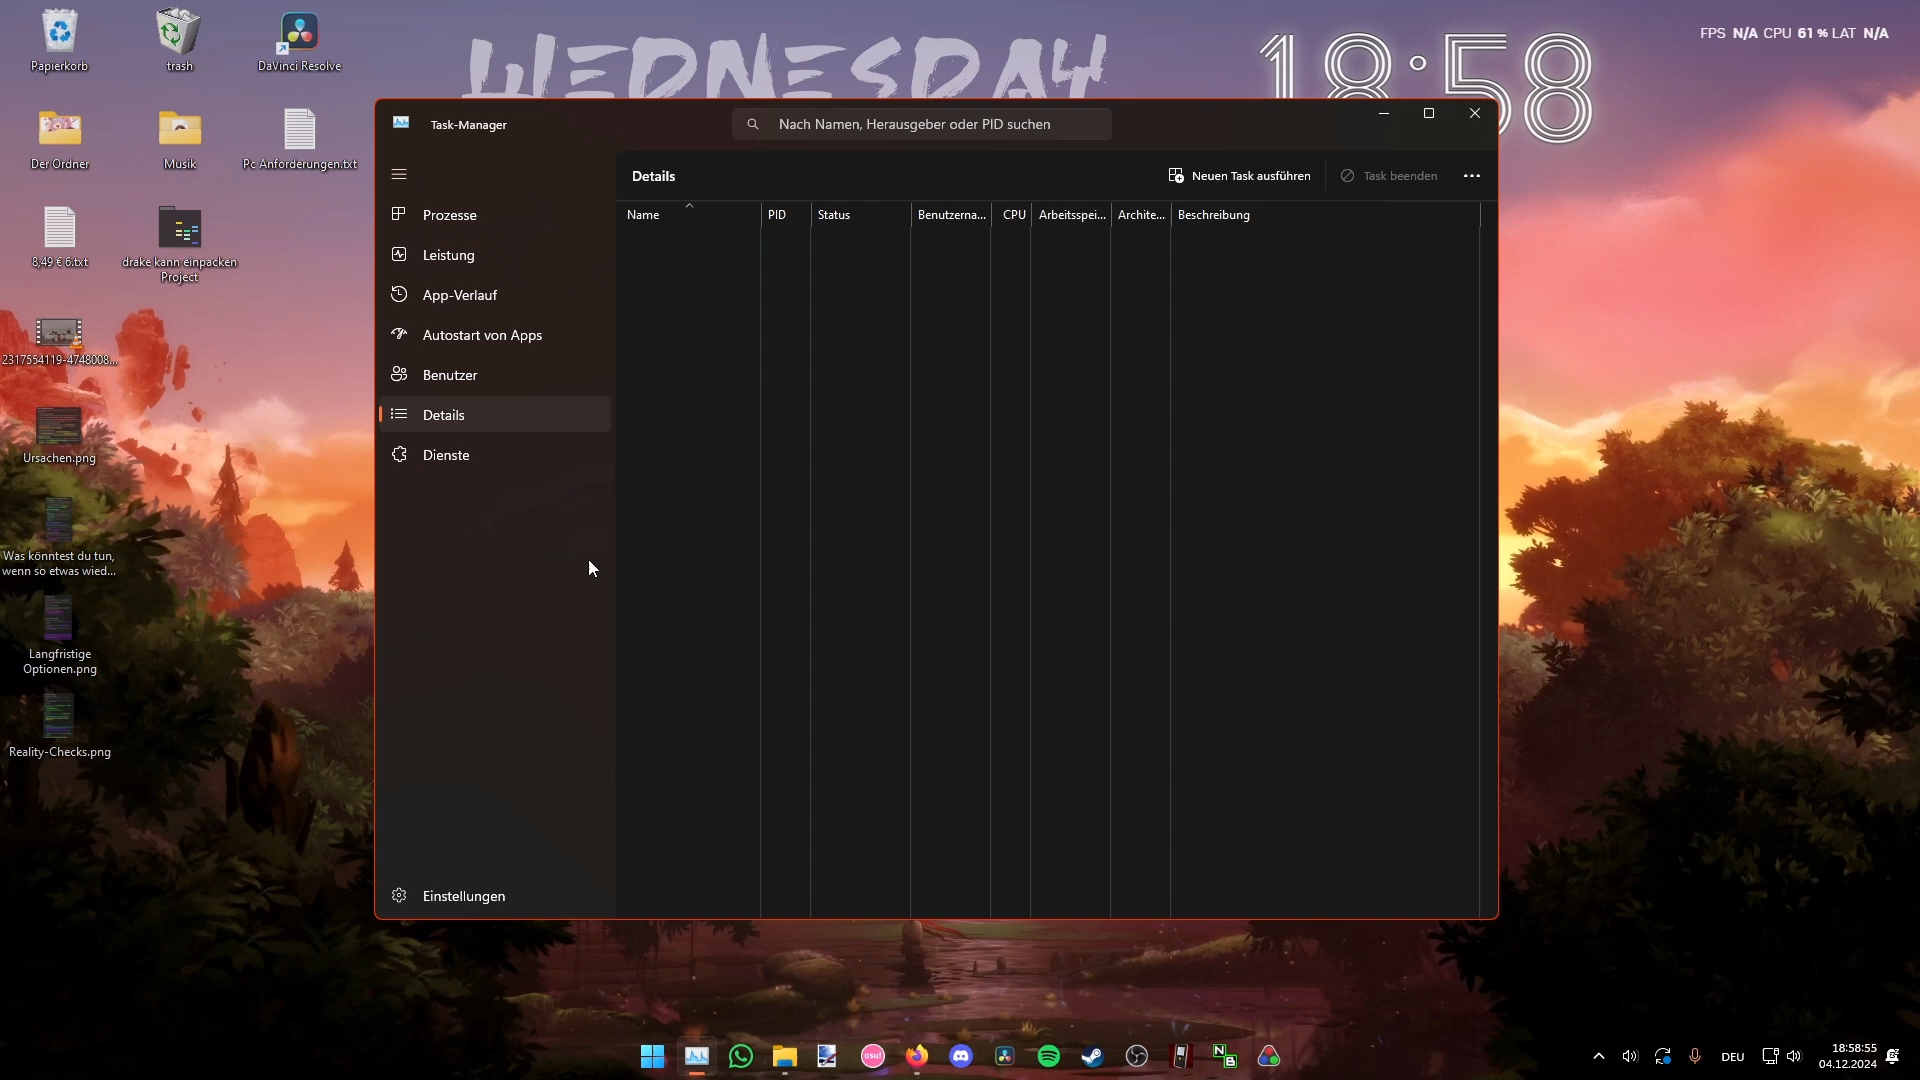 WEDNESDAY
18:58
FPS N/A CPU 61 % LAT N/A
Papierkorb
trash
DaVinci Resolve
Der Ordner
Musik
Pc Anforderungen.txt
8,49 € 6.txt
drake kann einpacken
Project
2317554119-4748008...
Ursachen.png
Was könntest du tun,
wenn so etwas wied...
Langfristige
Optionen.png
Reality-Checks.png
Task-Manager
Nach Namen, Herausgeber oder PID suchen
Prozesse
Leistung
App-Verlauf
Autostart von Apps
Benutzer
Details
Dienste
Einstellungen
Details
Neuen Task ausführen
Task beenden
Name
PID
Status
Benutzerna...
CPU
Arbeitsspei...
Archite...
Beschreibung
osu!
N
B
DEU
18:58:55
04.12.2024